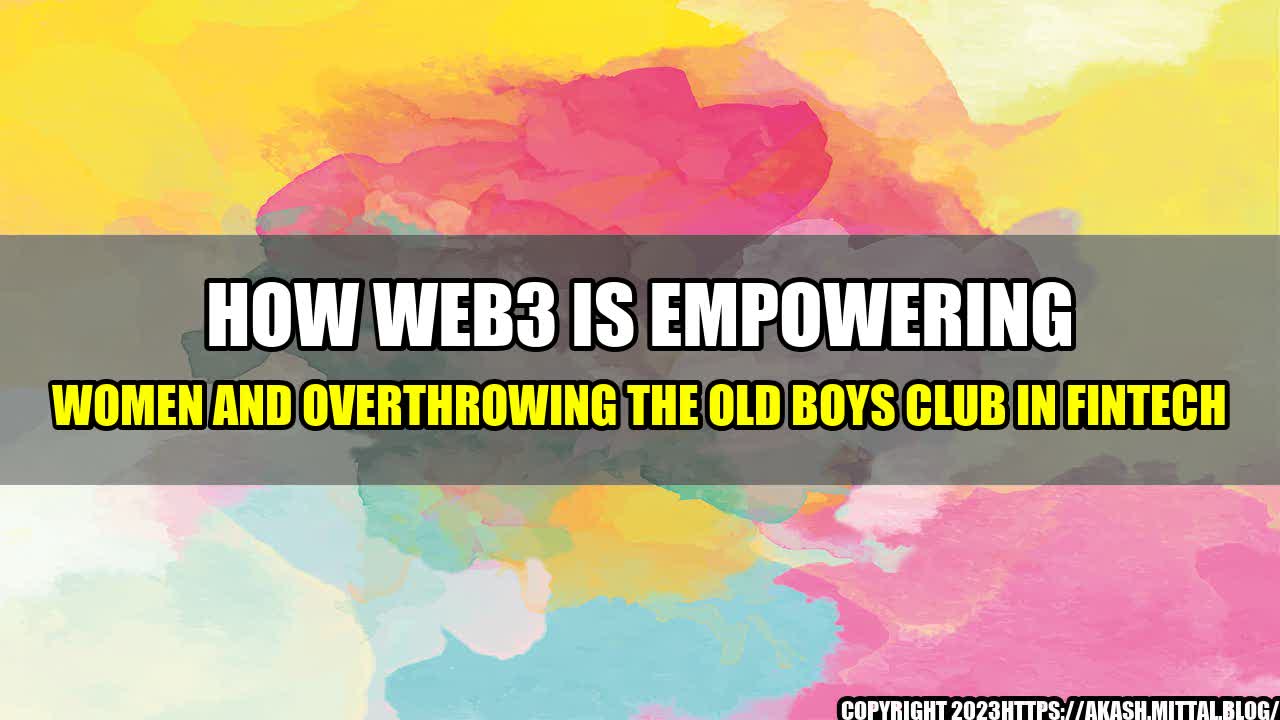 HOW WEB3 IS EMPOWERING
WOMEN AND OVERTHROWING THE OLD BOYS CLUB IN FINTECH
COPYRIGHT 2023HTTPS://AKASH.MITTAL.BLOG/